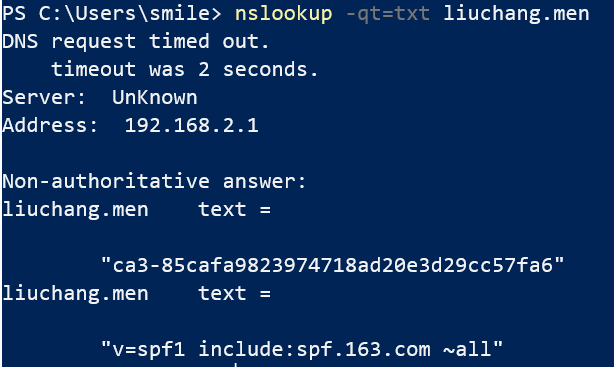 PS C:\Users\smile> nslookup -qt=txt liuchang.men
DNS request timed out.
    timeout was 2 seconds.
Server:  UnKnown
Address:  192.168.2.1

Non-authoritative answer:
liuchang.men    text =

        "ca3-85cafa9823974718ad20e3d29cc57fa6"
liuchang.men    text =

        "v=spf1 include:spf.163.com ~all"